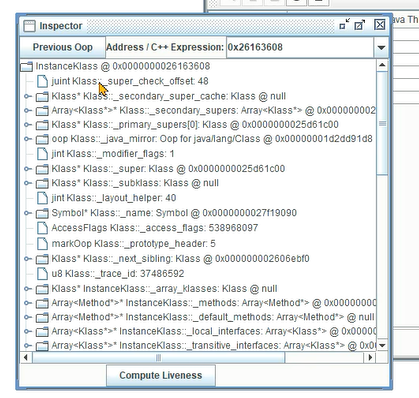 Inspector
Previous Oop Address / C++ Expression: 0x26163608
InstanceKlass @ 0x0000000026163608
juint Klass::_super_check_offset: 48
Klass* Klass::_secondary_super_cache: Klass @ null
Array<Klass*>* Klass::_secondary_supers: Array<Klass*> @ 0x000000002
Klass* Klass::_primary_supers[0]: Klass @ 0x0000000025d61c00
oop Klass::_java_mirror: Oop for java/lang/Class @ 0x000000001d2dd91d8
jint Klass::_modifier_flags: 1
Klass* Klass::_super: Klass @ 0x0000000025d61c00
Klass* Klass::_subklass: Klass @ null
jint Klass::_layout_helper: 40
Symbol* Klass::_name: Symbol @ 0x0000000027f19090
AccessFlags Klass::_access_flags: 538968097
markOop Klass::_prototype_header: 5
Klass* Klass::_next_sibling: Klass @ 0x000000002606ebf0
u8 Klass::_trace_id: 37486592
Klass* InstanceKlass::_array_klasses: Klass @ null
Array<Method*>* InstanceKlass::_methods: Array<Method*> @ 0x00000000
Array<Method*>* InstanceKlass::_default_methods: Array<Method*> @
Array<Klass*>* InstanceKlass::_local_interfaces: Array<Klass*> @ 0x0000
Array<Klass*>* InstanceKlass::_transitive_interfaces: Array<Klass*> @
Compute Liveness